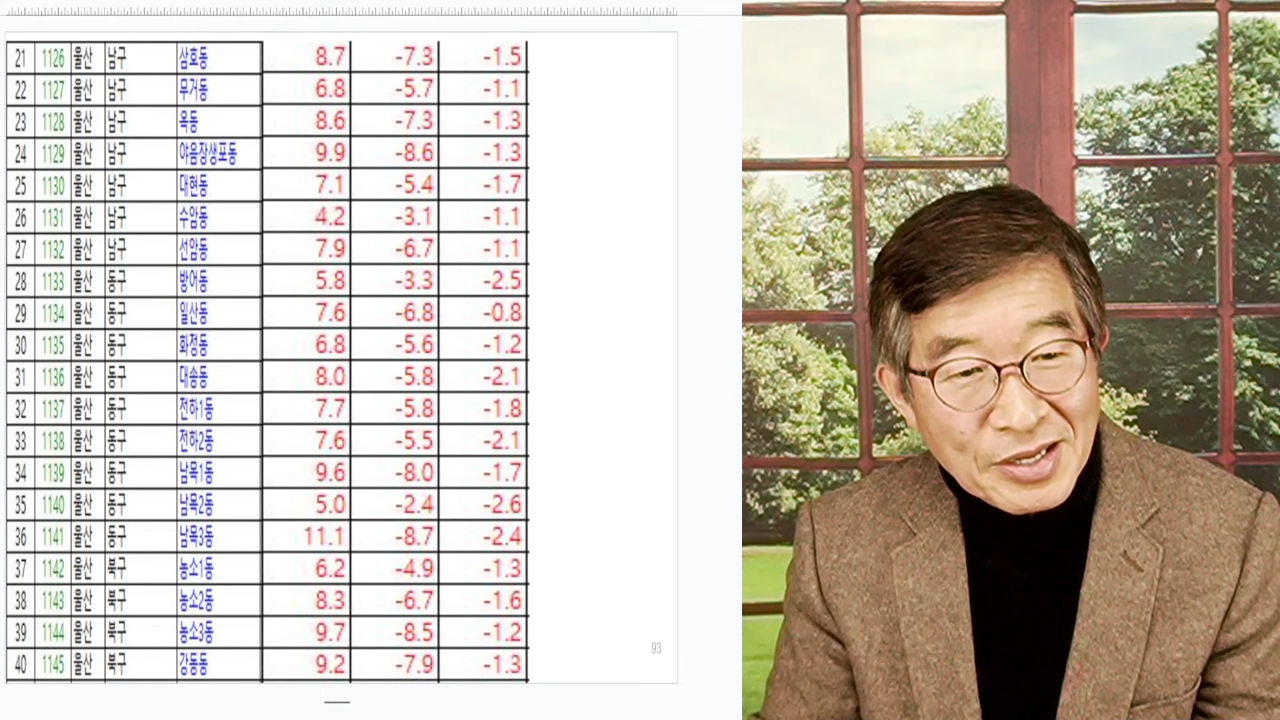 21 1126 울산 남구 삼호동 8.7 -7.3 -1.5
22 1127 울산 남구 무거동 6.8 -5.7 -1.1
23 1128 울산 남구 옥동 8.6 -7.3 -1.3
24 1129 울산 남구 야음장생포동 9.9 -8.6 -1.3
25 1130 울산 남구 대현동 7.1 -5.4 -1.7
26 1131 울산 남구 수암동 4.2 -3.1 -1.1
27 1132 울산 남구 선암동 7.9 -6.7 -1.1
28 1133 울산 동구 방어동 5.8 -3.3 -2.5
29 1134 울산 동구 일산동 7.6 -6.8 -0.8
30 1135 울산 동구 화정동 6.8 -5.6 -1.2
31 1136 울산 동구 대송동 8.0 -5.8 -2.1
32 1137 울산 동구 전하1동 7.7 -5.8 -1.8
33 1138 울산 동구 전하2동 7.6 -5.5 -2.1
34 1139 울산 동구 남목1동 9.6 -8.0 -1.7
35 1140 울산 동구 남목2동 5.0 -2.4 -2.6
36 1141 울산 동구 남목3동 11.1 -8.7 -2.4
37 1142 울산 북구 농소1동 6.2 -4.9 -1.3
38 1143 울산 북구 농소2동 8.3 -6.7 -1.6
39 1144 울산 북구 농소3동 9.7 -8.5 -1.2
40 1145 울산 북구 강동동 9.2 -7.9 -1.3
93